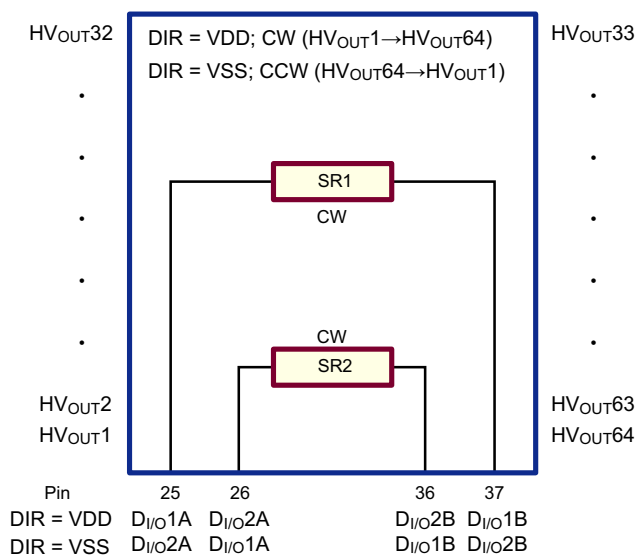 HVOUT32
DIR = VDD; CW (HVOUT1→HVOUT64)
HVOUT33
DIR = VSS; CCW (HVOUT64→HVOUT1)
SR1
CW
CW
SR2
HVOUT2
HVOUT63
HVOUT1
HVOUT64
Pin 25 26 36 37
DIR = VDD DI/O1A DI/O2A DI/O2B DI/O1B
DIR = VSS DI/O2A DI/O1A DI/O1B DI/O2B